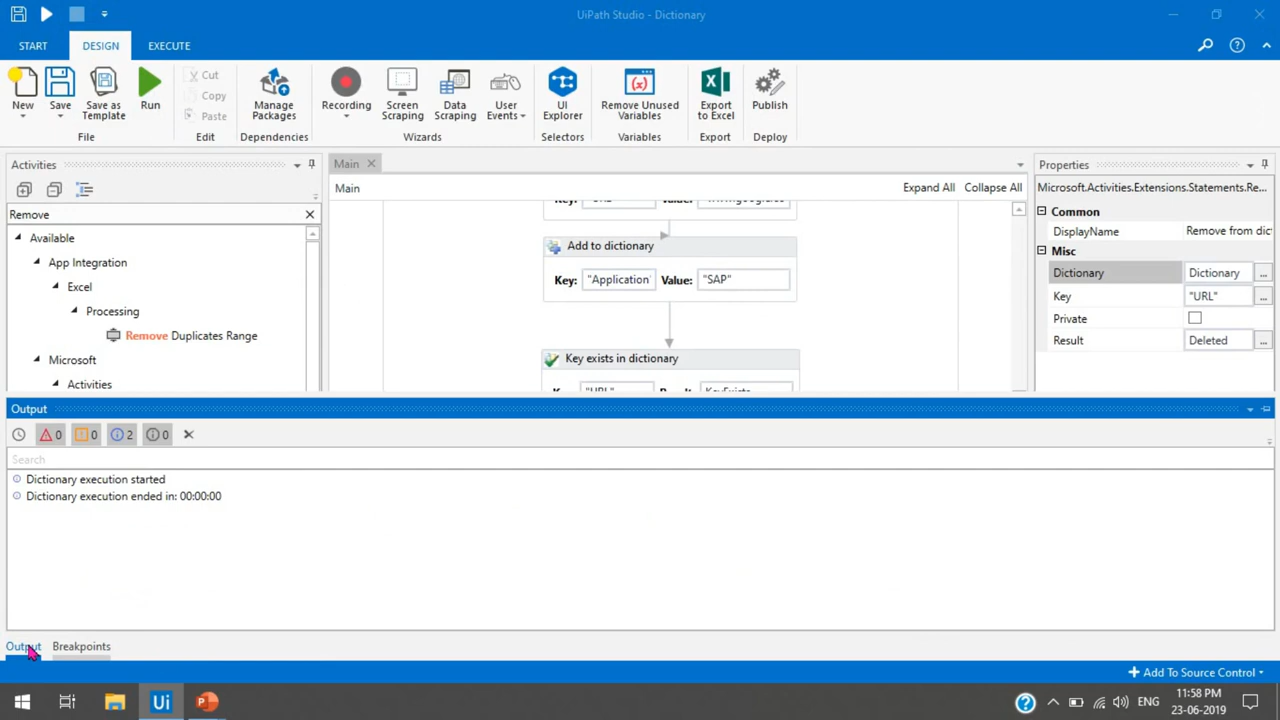 UiPath Studio - Dictionary
START DESIGN EXECUTE
New Save Save as Template Run Cut Copy Paste Manage Packages Recording Screen Scraping Data Scraping User Events UI Explorer Remove Unused Variables Export to Excel Publish
File Edit Dependencies Wizards Selectors Variables Export Deploy
Activities
Main
Properties
Main Expand All Collapse All
Microsoft.Activities.Extensions.Statements.Re...
Remove
Common
DisplayName Remove from dict
Misc
Dictionary Dictionary ...
Key "URL" ...
Private
Result Deleted ...
Available
App Integration
Excel
Processing
Remove Duplicates Range
Microsoft
Activities
Add to dictionary
Key: "Application" Value: "SAP"
Key exists in dictionary
Output
0 0 2 0
Search
Dictionary execution started
Dictionary execution ended in: 00:00:00
Output Breakpoints
Add To Source Control
Ui
P
ENG
11:58 PM
23-06-2019